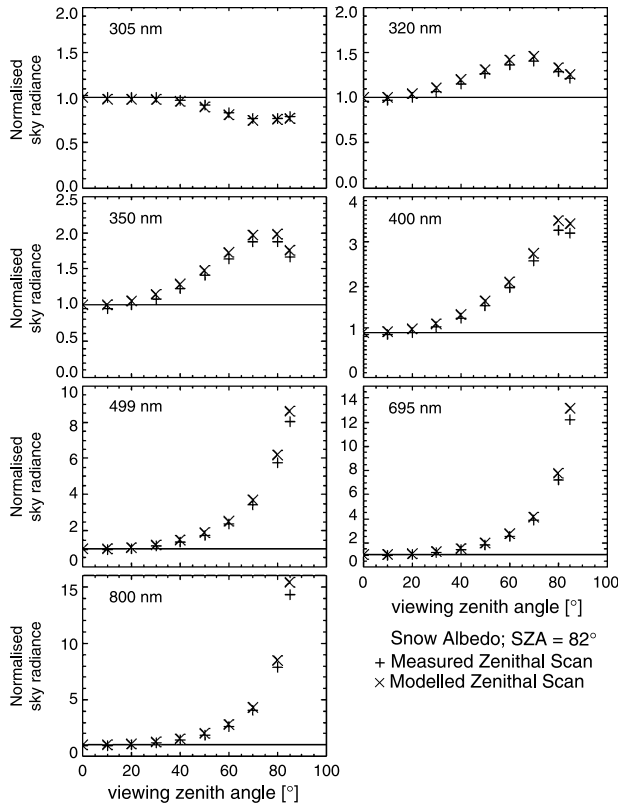 305 nm
320 nm
2.0
1.5
1.0
0.5
0.0
2.0
1.5
1.0
0.5
0.0
Normalised
sky radiance
350 nm
400 nm
2.5
2.0
1.5
1.0
0.5
0.0
4
3
2
1
0
Normalised
sky radiance
499 nm
695 nm
10
8
6
4
2
0
14
12
10
8
6
4
2
0
Normalised
sky radiance
800 nm
15
10
5
0
Normalised
sky radiance
0 20 40 60 80 100
viewing zenith angle [°]
0 20 40 60 80 100
viewing zenith angle [°]
Snow Albedo; SZA = 82°
+ Measured Zenithal Scan
× Modelled Zenithal Scan